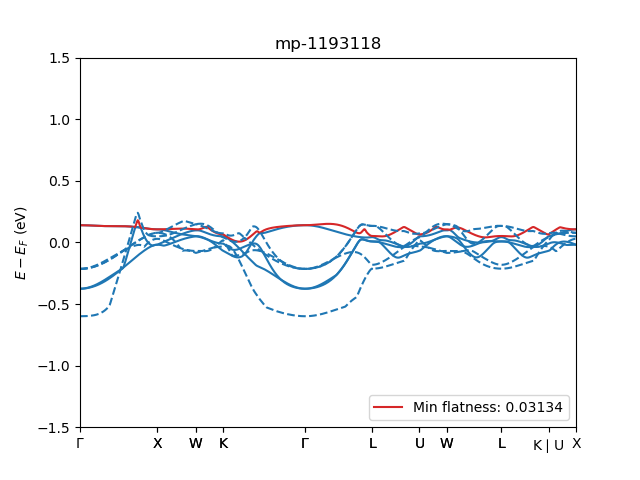 mp-1193118
E − E_F (eV)
1.5
1.0
0.5
0.0
−0.5
−1.0
−1.5
Min flatness: 0.03134
Γ X W K Γ L U W L K | U X